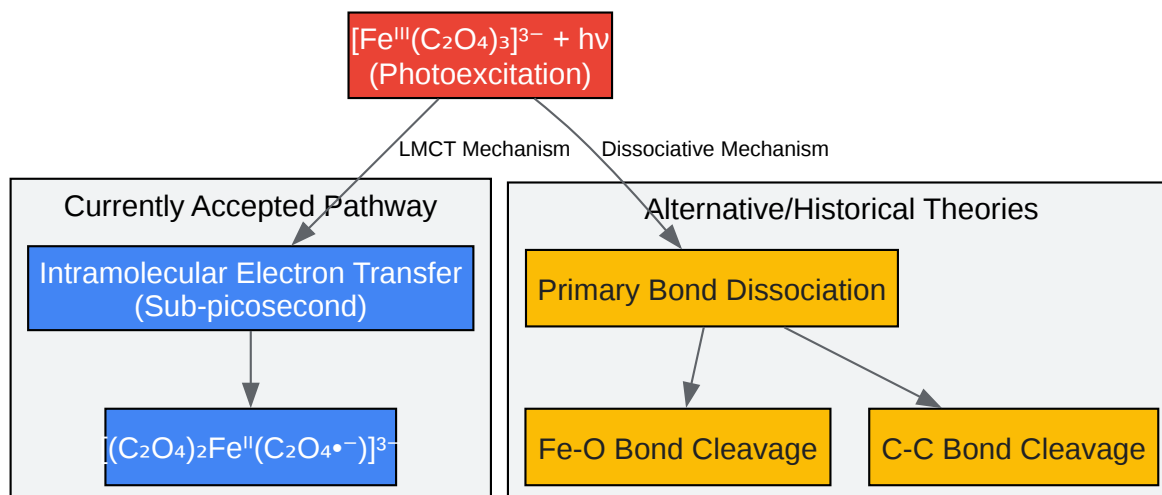 [Feᴵᴵᴵ(C₂O₄)₃]³⁻ + hν
(Photoexcitation)
LMCT Mechanism
Dissociative Mechanism
Currently Accepted Pathway
Alternative/Historical Theories
Intramolecular Electron Transfer
(Sub-picosecond)
Primary Bond Dissociation
[(C₂O₄)₂Feᴵᴵ(C₂O₄•⁻)]³⁻
Fe-O Bond Cleavage
C-C Bond Cleavage